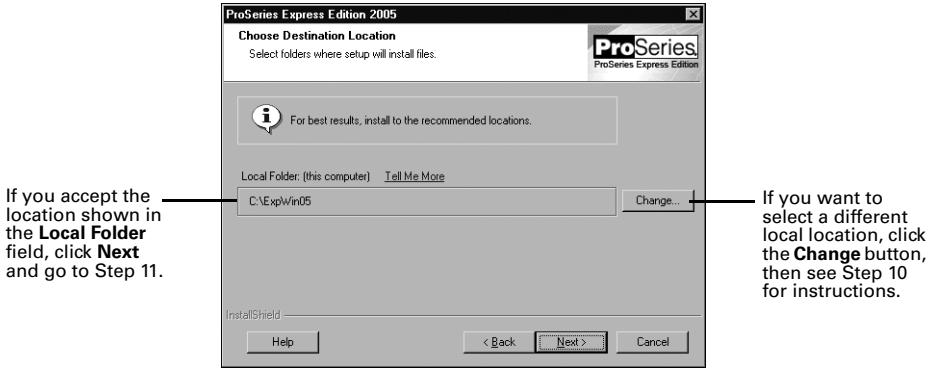 ProSeries Express Edition 2005
Choose Destination Location
Select folders where setup will install files.
ProSeries
ProSeries Express Edition
For best results, install to the recommended locations.
Local Folder: (this computer) Tell Me More
C:\ExpWin05
Change...
InstallShield
Help
< Back
Next >
Cancel
If you accept the
location shown in
the Local Folder
field, click Next
and go to Step 11.
If you want to
select a different
local location, click
the Change button,
then see Step 10
for instructions.